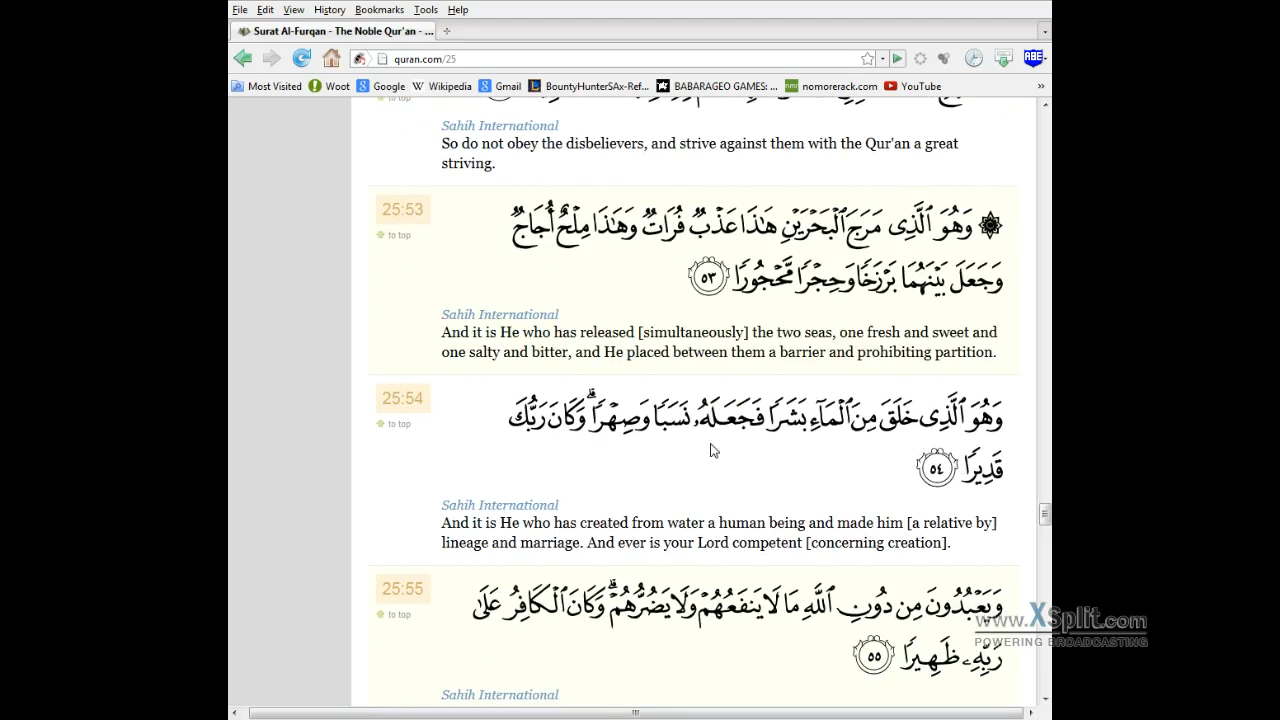 File Edit View History Bookmarks Tools Help
Surat Al-Furqan - The Noble Qur'an - ...
quran.com/25
ABE
Most Visited Woot Google Wikipedia Gmail BountyHunterSAx-Ref... BABARAGEO GAMES: ... nomorerack.com YouTube »
to top
Sahih International
So do not obey the disbelievers, and strive against them with the Qur'an a great
striving.
25:53
to top
۞ وَهُوَ ٱلَّذِى مَرَجَ ٱلْبَحْرَيْنِ هَـٰذَا عَذْبٌ فُرَاتٌ وَهَـٰذَا مِلْحٌ أُجَاجٌ
وَجَعَلَ بَيْنَهُمَا بَرْزَخًا وَحِجْرًا مَّحْجُورًا ﴿٥٣﴾
Sahih International
And it is He who has released [simultaneously] the two seas, one fresh and sweet and
one salty and bitter, and He placed between them a barrier and prohibiting partition.
25:54
to top
وَهُوَ ٱلَّذِى خَلَقَ مِنَ ٱلْمَآءِ بَشَرًا فَجَعَلَهُۥ نَسَبًا وَصِهْرًا ۗ وَكَانَ رَبُّكَ
قَدِيرًا ﴿٥٤﴾
Sahih International
And it is He who has created from water a human being and made him [a relative by]
lineage and marriage. And ever is your Lord competent [concerning creation].
25:55
to top
وَيَعْبُدُونَ مِن دُونِ ٱللَّهِ مَا لَا يَنفَعُهُمْ وَلَا يَضُرُّهُمْ ۗ وَكَانَ ٱلْكَافِرُ عَلَىٰ
رَبِّهِۦ ظَهِيرًا ﴿٥٥﴾
www.XSplit.com
POWERING BROADCASTING
Sahih International